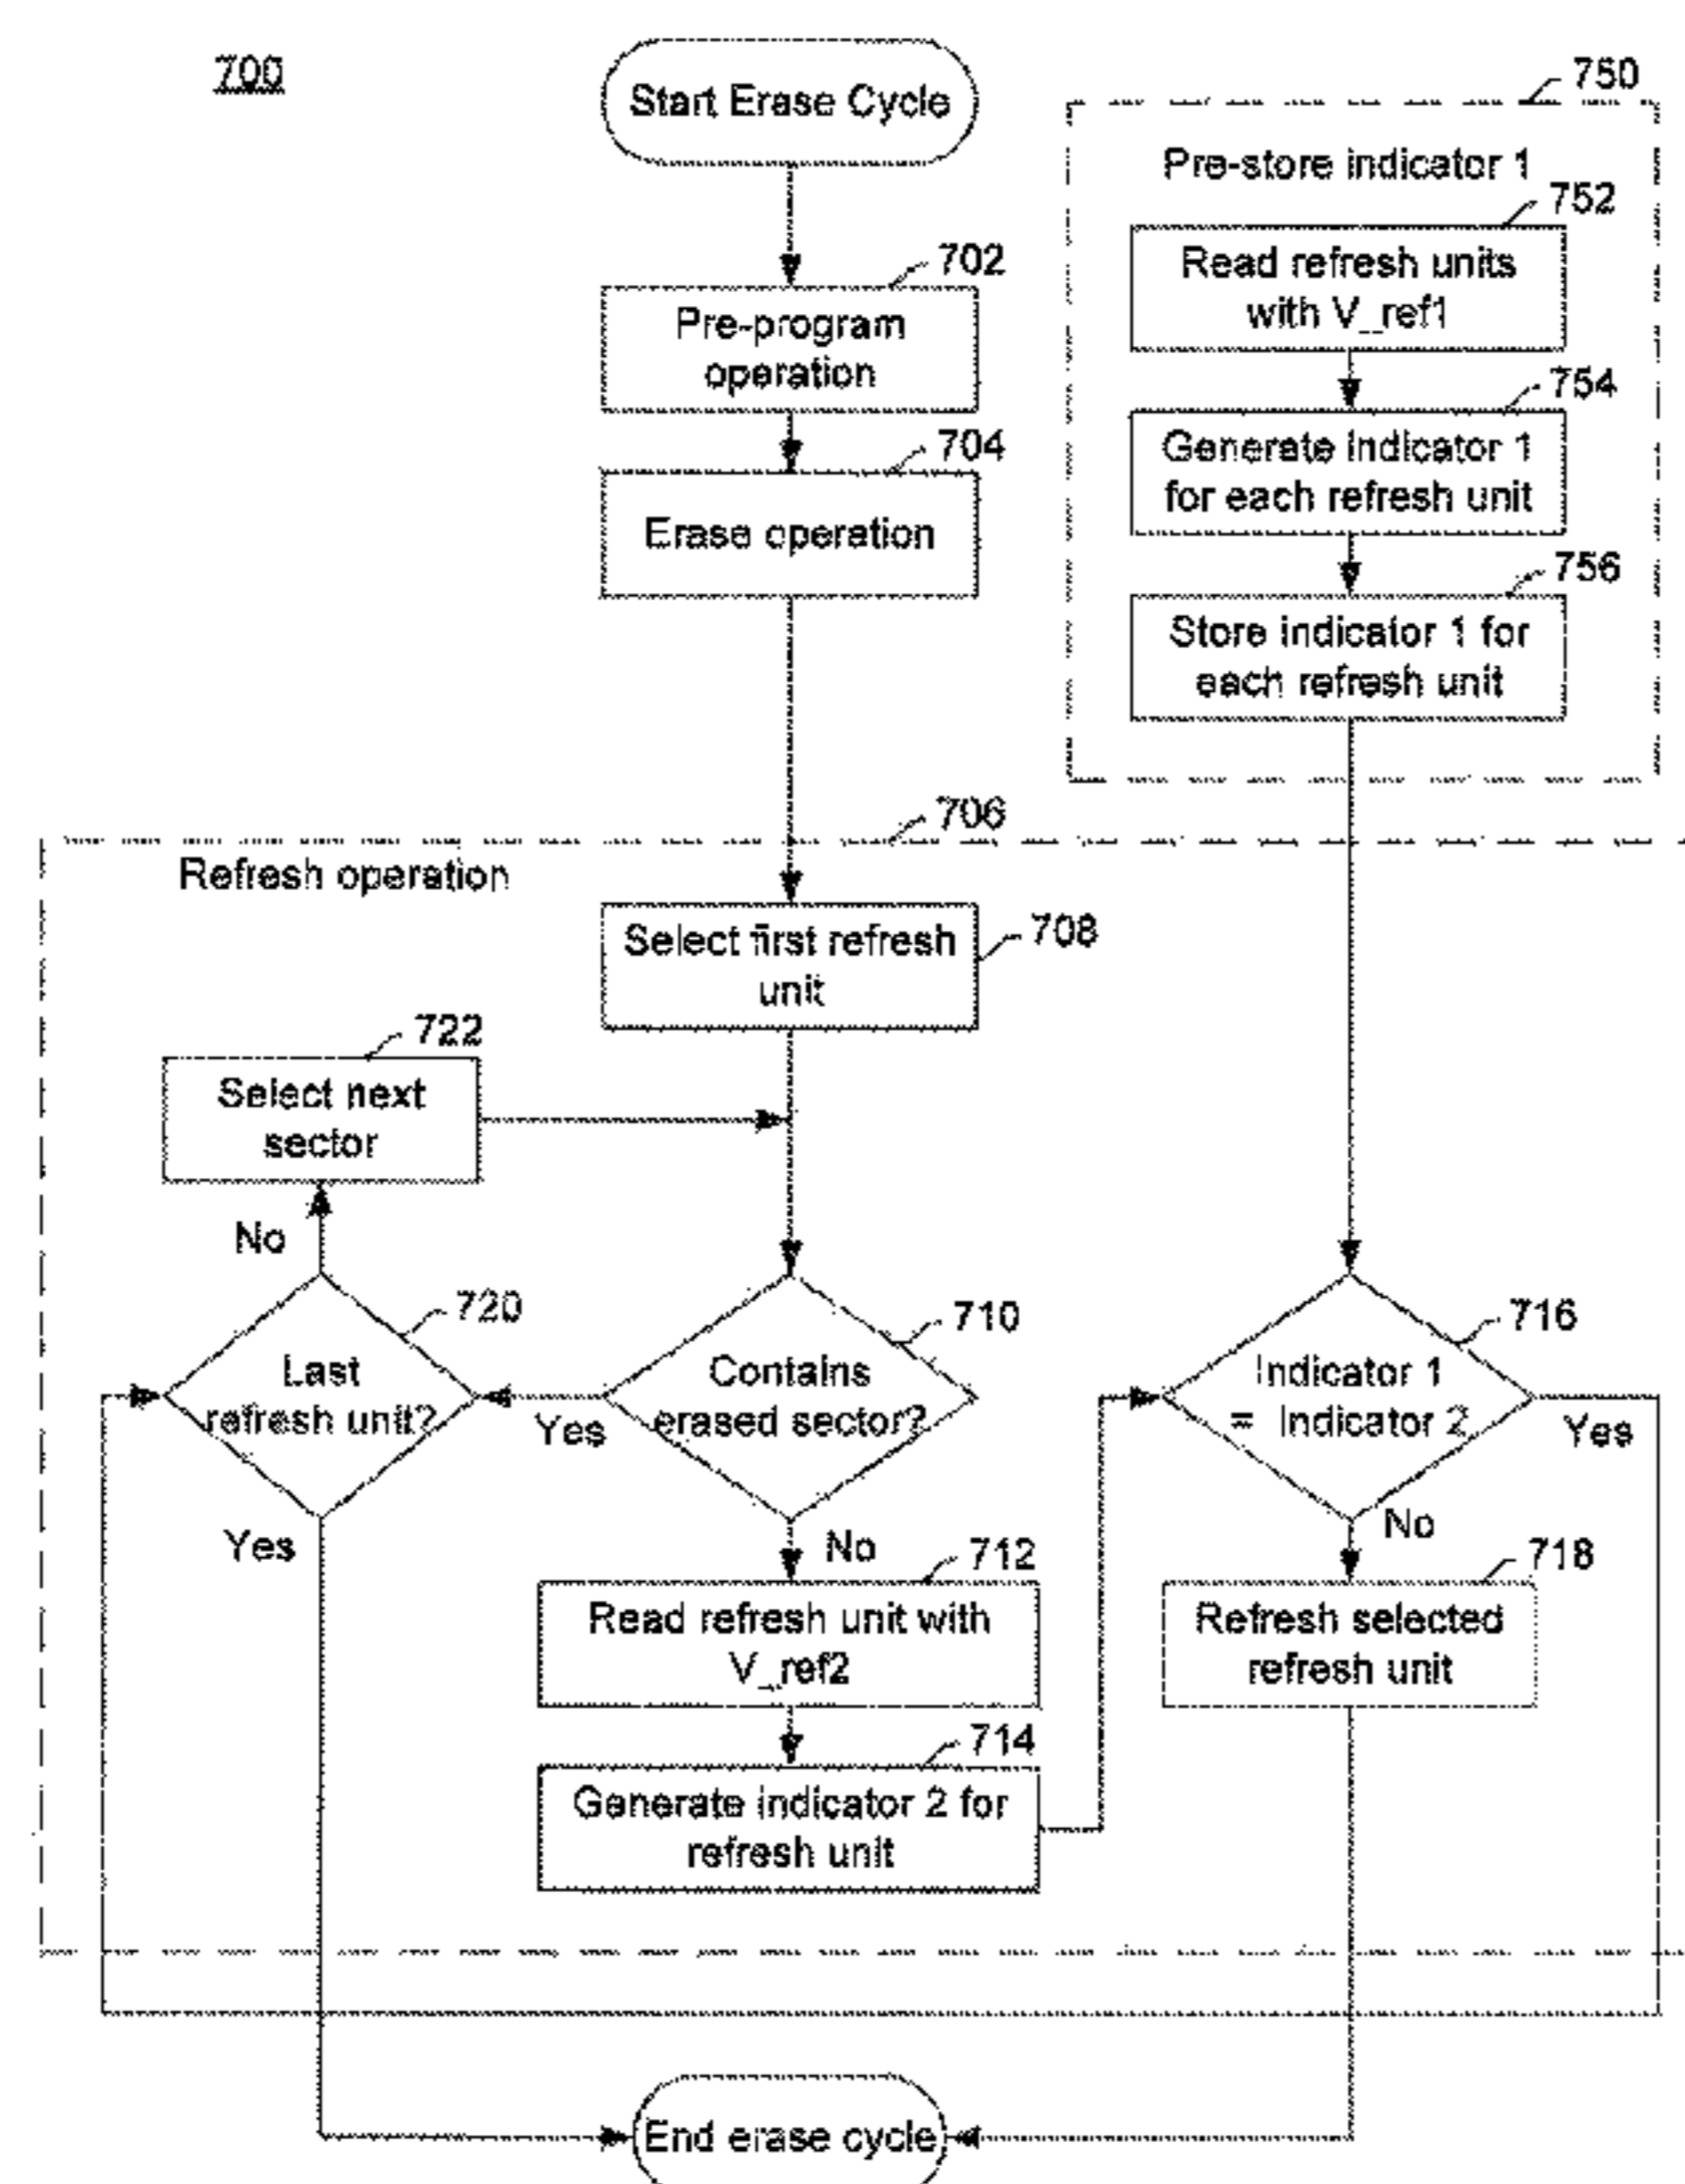 700
Start Erase Cycle
750
Pre-store indicator 1
752
Read refresh units
with V_ref1
702
Pre-program
operation
754
Generate indicator 1
for each refresh unit
704
Erase operation
756
Store indicator 1 for
each refresh unit
706
Refresh operation
Select first refresh
unit
708
722
Select next
sector
No
720
Last
refresh unit?
Yes
710
Contains
erased sector?
Yes
No
716
Indicator 1
= Indicator 2
Yes
No
712
Read refresh unit with
V_ref2
718
Refresh selected
refresh unit
714
Generate indicator 2 for
refresh unit
End erase cycle